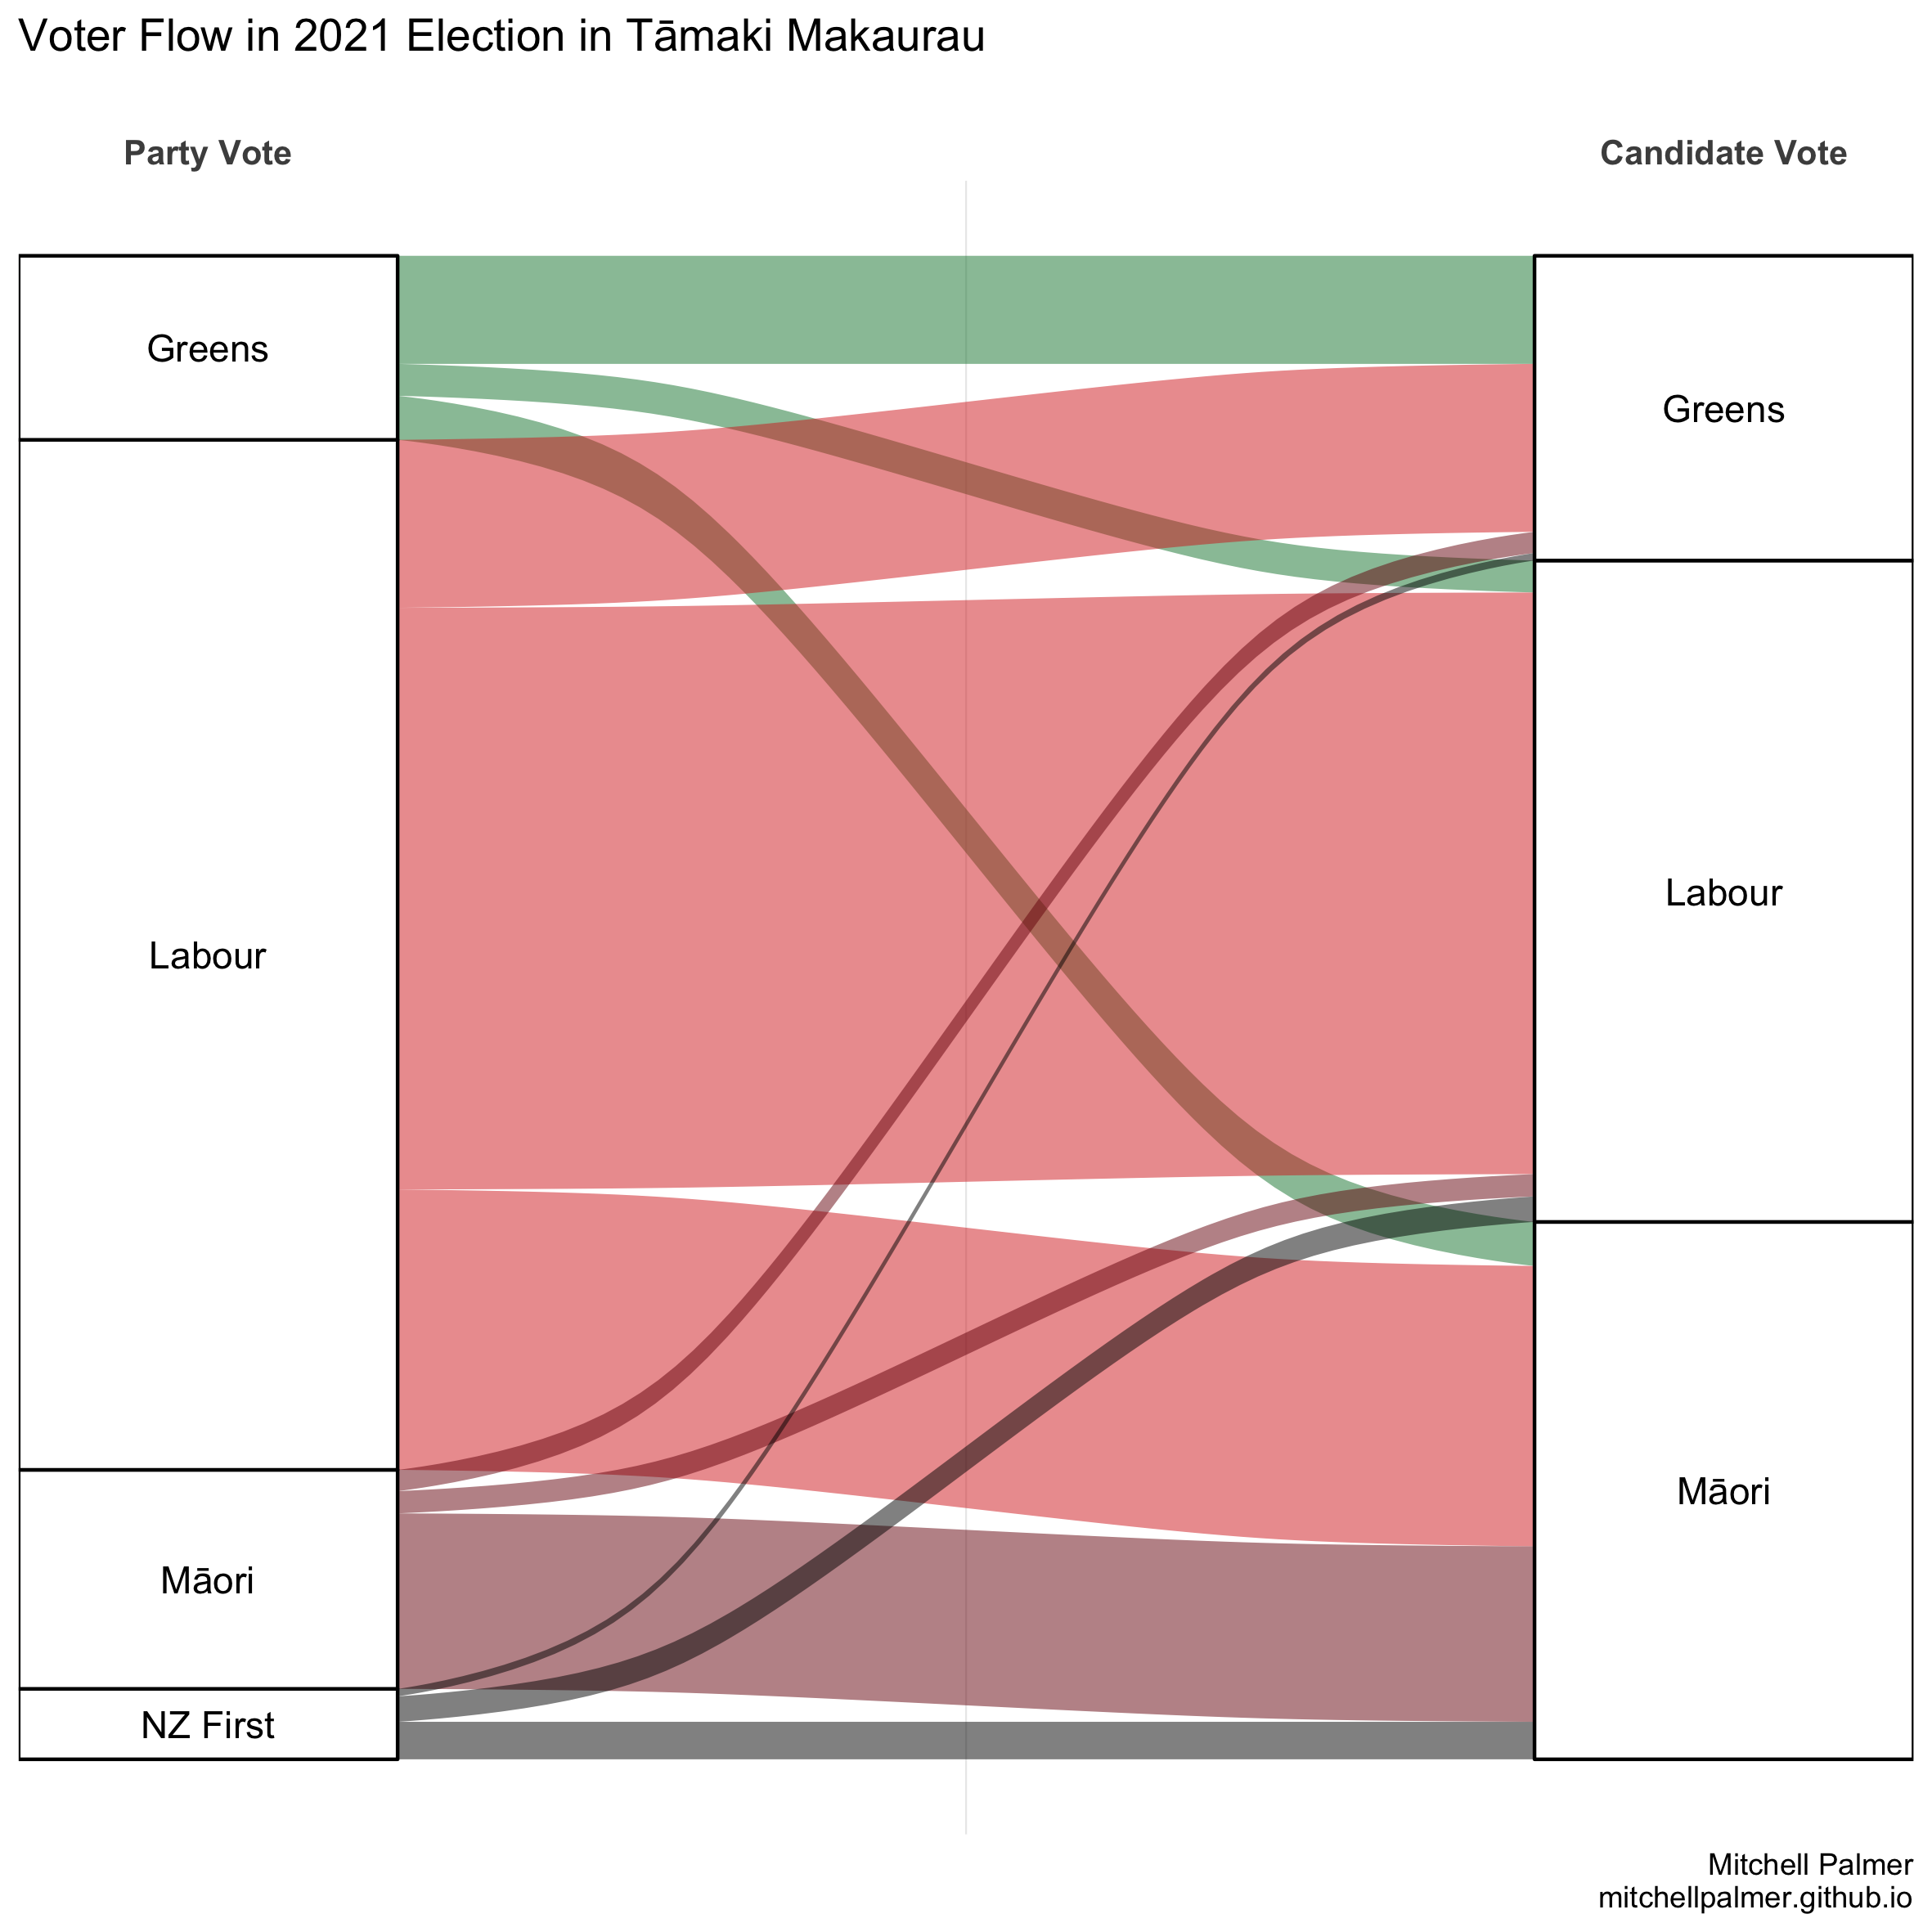 Voter Flow in 2021 Election in Tāmaki Makaurau
Party Vote
Candidate Vote
Greens
Greens
Labour
Labour
Māori
Māori
NZ First
Mitchell Palmer
mitchellpalmer.github.io